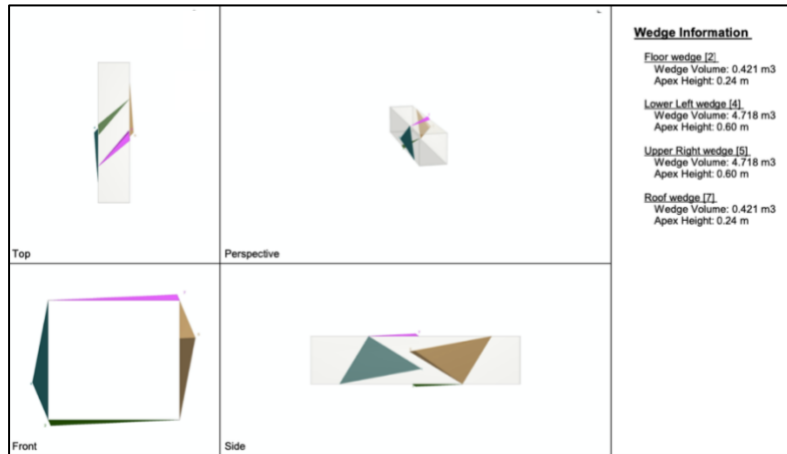 Top
Perspective
Front
Side
Wedge Information
Floor wedge [2]
Wedge Volume: 0.421 m3
Apex Height: 0.24 m
Lower Left wedge [4]
Wedge Volume: 4.718 m3
Apex Height: 0.60 m
Upper Right wedge [5]
Wedge Volume: 4.718 m3
Apex Height: 0.60 m
Roof wedge [7]
Wedge Volume: 0.421 m3
Apex Height: 0.24 m